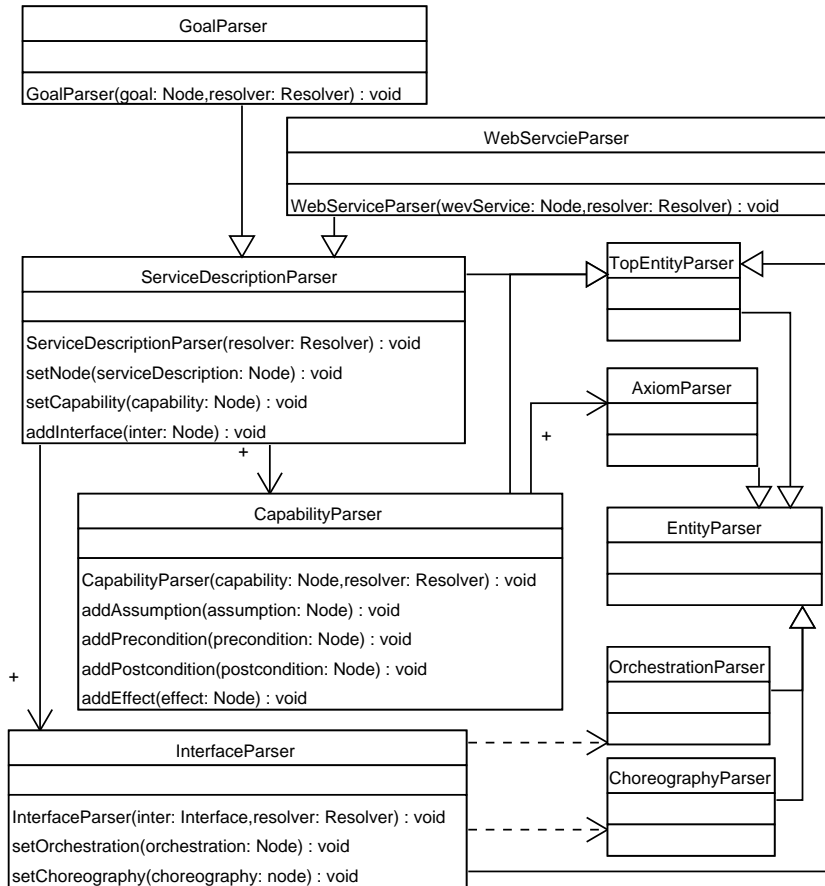 GoalParser
GoalParser(goal: Node,resolver: Resolver) : void
WebServcieParser
WebServiceParser(wevService: Node,resolver: Resolver) : void
ServiceDescriptionParser
ServiceDescriptionParser(resolver: Resolver) : void
setNode(serviceDescription: Node) : void
setCapability(capability: Node) : void
addInterface(inter: Node) : void
TopEntityParser
AxiomParser
+
+
EntityParser
CapabilityParser
CapabilityParser(capability: Node,resolver: Resolver) : void
addAssumption(assumption: Node) : void
addPrecondition(precondition: Node) : void
addPostcondition(postcondition: Node) : void
addEffect(effect: Node) : void
+
OrchestrationParser
InterfaceParser
InterfaceParser(inter: Interface,resolver: Resolver) : void
setOrchestration(orchestration: Node) : void
setChoreography(choreography: node) : void
ChoreographyParser